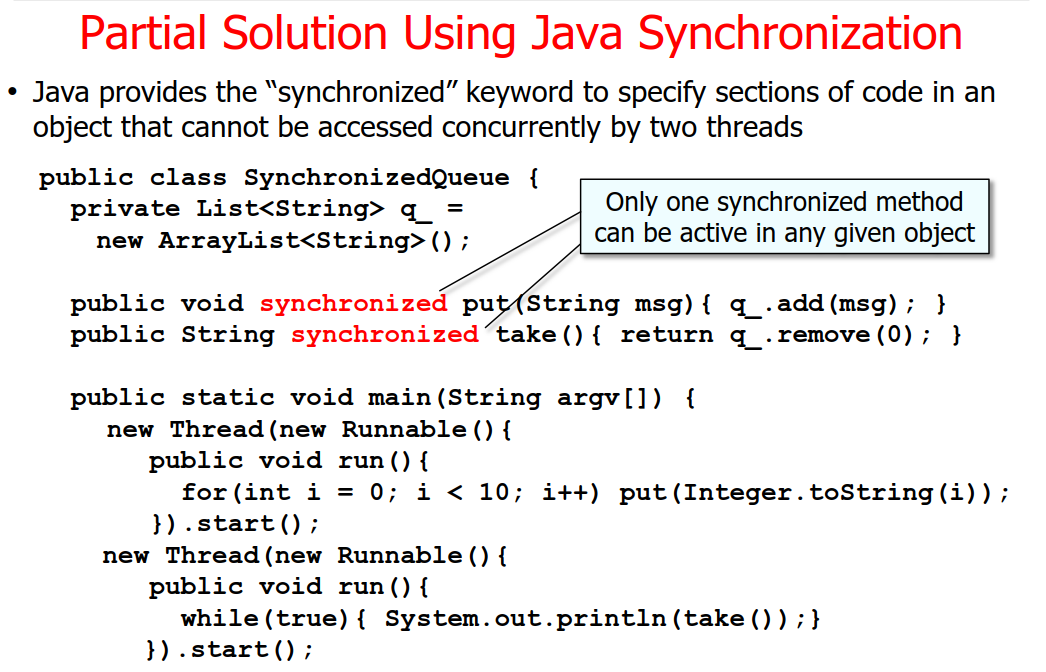 Partial Solution Using Java Synchronization
• Java provides the “synchronized” keyword to specify sections of code in an
object that cannot be accessed concurrently by two threads
public class SynchronizedQueue {
private List<String> q_ =
new ArrayList<String>();
Only one synchronized method
can be active in any given object
public void synchronized put(String msg){ q_.add(msg); }
public String synchronized take(){ return q_.remove(0); }
public static void main(String argv[]) {
new Thread(new Runnable(){
public void run(){
for(int i = 0; i < 10; i++) put(Integer.toString(i));
}).start();
new Thread(new Runnable(){
public void run(){
while(true){ System.out.println(take());}
}).start();